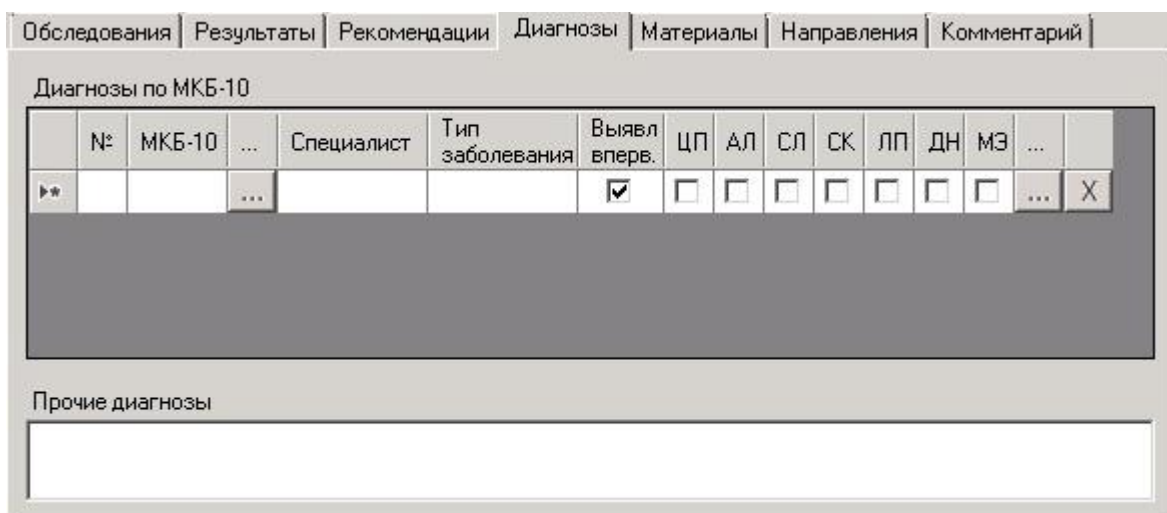 Обследования Результаты Рекомендации Диагнозы Материалы Направления Комментарий
Диагнозы по МКБ-10
№ МКБ-10 ... Специалист Тип заболевания Выявл вперв. ЦП АЛ СЛ СК ЛП ДН МЭ ...
... ... X
Прочие диагнозы